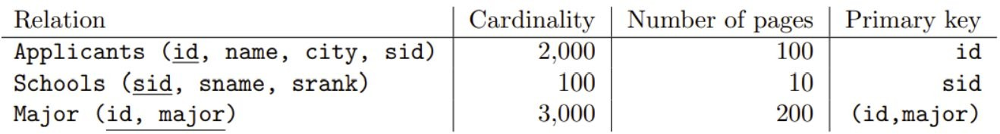 Relation Cardinality Number of pages Primary key
Applicants (id, name, city, sid) 2,000 100 id
Schools (sid, sname, srank) 100 10 sid
Major (id, major) 3,000 200 (id,major)